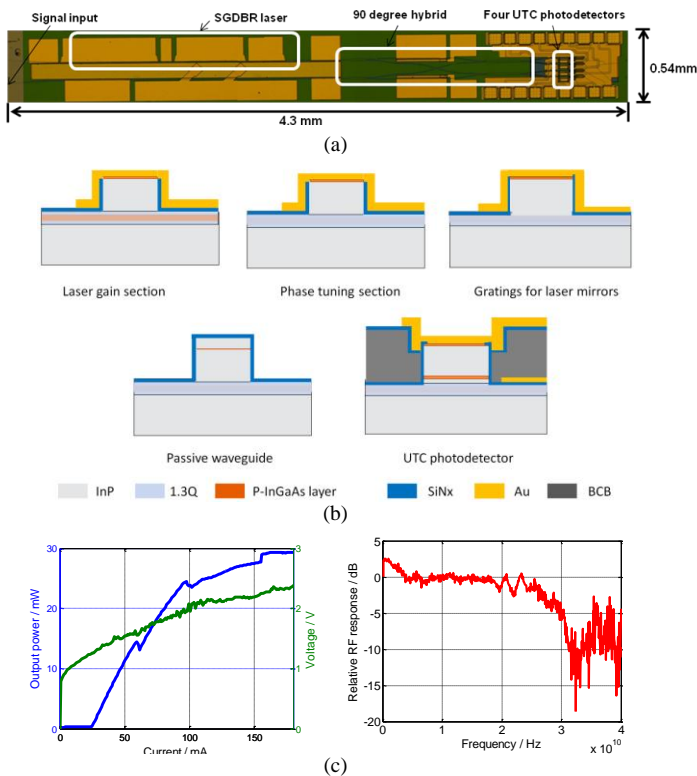 Signal input
SGDBR laser
90 degree hybrid
Four UTC photodetectors
0.54mm
4.3 mm
(a)
Laser gain section
Phase tuning section
Gratings for laser mirrors
Passive waveguide
UTC photodetector
InP
1.3Q
P-InGaAs layer
SiNx
Au
BCB
(b)
Output power / mW
30
20
10
0
0
50
100
150
Current / mA
3
2
1
0
Voltage / V
Relative RF response / dB
5
0
-5
-10
-15
-20
0
1
2
3
4
Frequency / Hz
x 10^10
(c)